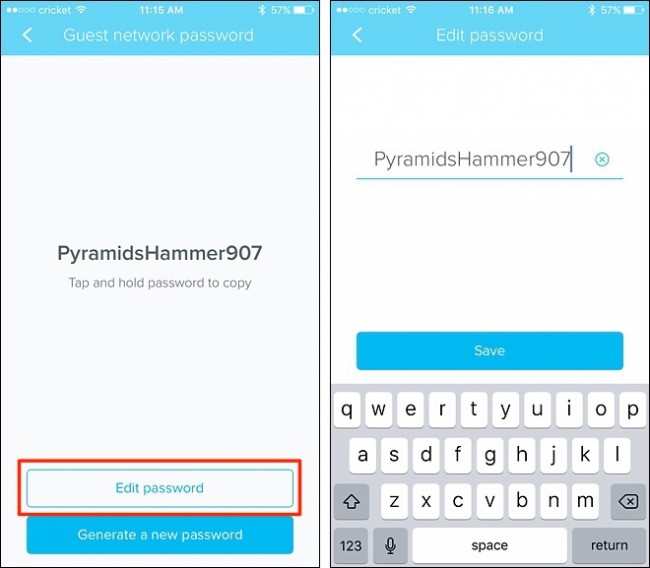 cricket 11:15 AM 57%
Guest network password
PyramidsHammer907
Tap and hold password to copy
Edit password
Generate a new password
cricket 11:16 AM 57%
Edit password
PyramidsHammer907
Save
q w e r t y u i o p
a s d f g h j k l
z x c v b n m
123 space return